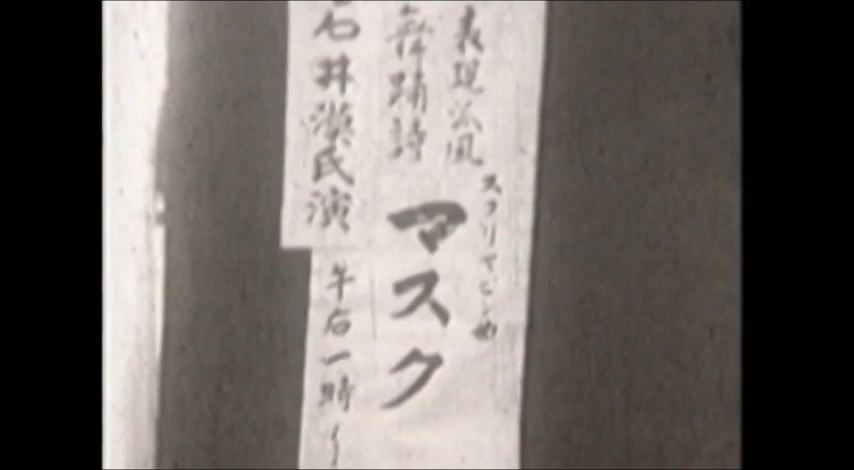 表現 風
スクリヤビン
舞踊詩
マスク
石井漠氏演
午后一時